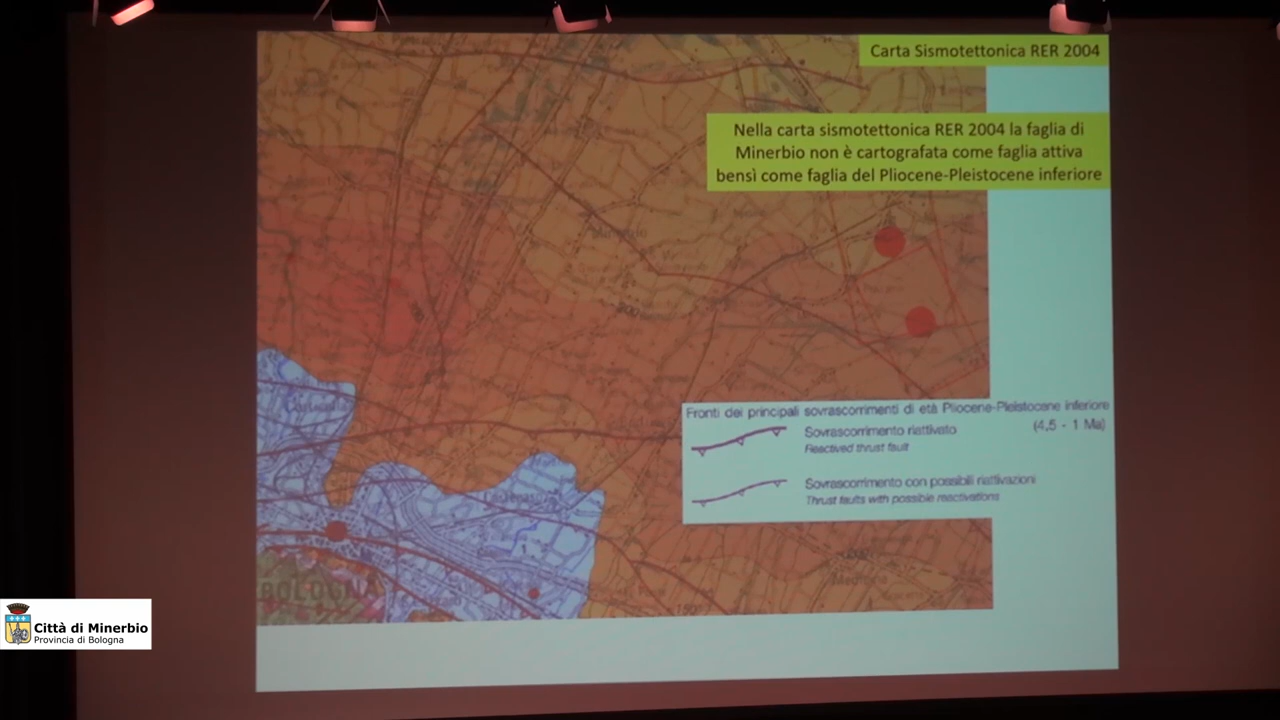 Carta Sismotettonica RER 2004
Nella carta sismotettonica RER 2004 la faglia di
Minerbio non è cartografata come faglia attiva
bensì come faglia del Pliocene-Pleistocene inferiore
Fronti dei principali sovrascorrimenti di età Pliocene-Pleistocene inferiore
(4,5 - 1 Ma)
Sovrascorrimento riattivato
Reactived thrust fault
Sovrascorrimento con possibili riattivazioni
Thrust faults with possible reactivations
BOLOGNA
Città di Minerbio
Provincia di Bologna